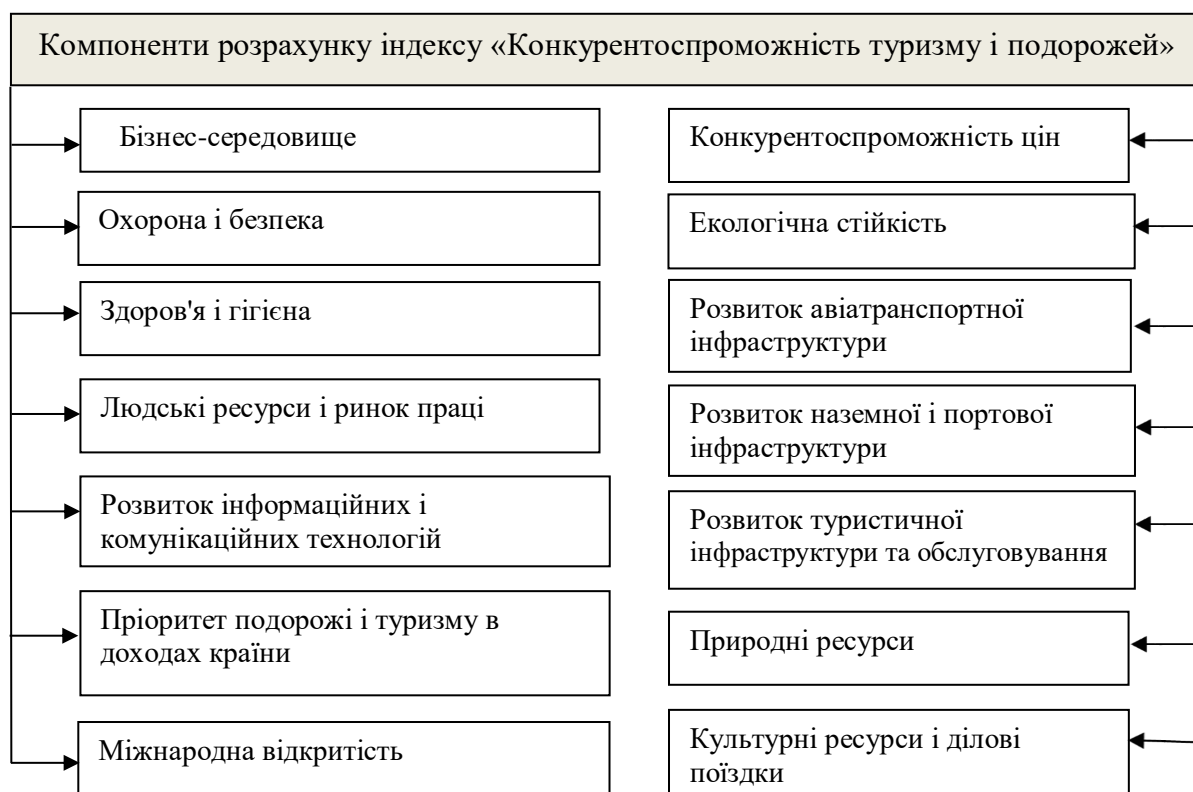 Компоненти розрахунку індексу «Конкурентоспроможність туризму і подорожей»
Бізнес-середовище
Охорона і безпека
Здоров'я і гігієна
Людські ресурси і ринок праці
Розвиток інформаційних і
комунікаційних технологій
Пріоритет подорожі і туризму в
доходах країни
Міжнародна відкритість
Конкурентоспроможність цін
Екологічна стійкість
Розвиток авіатранспортної
інфраструктури
Розвиток наземної і портової
інфраструктури
Розвиток туристичної
інфраструктури та обслуговування
Природні ресурси
Культурні ресурси і ділові
поїздки